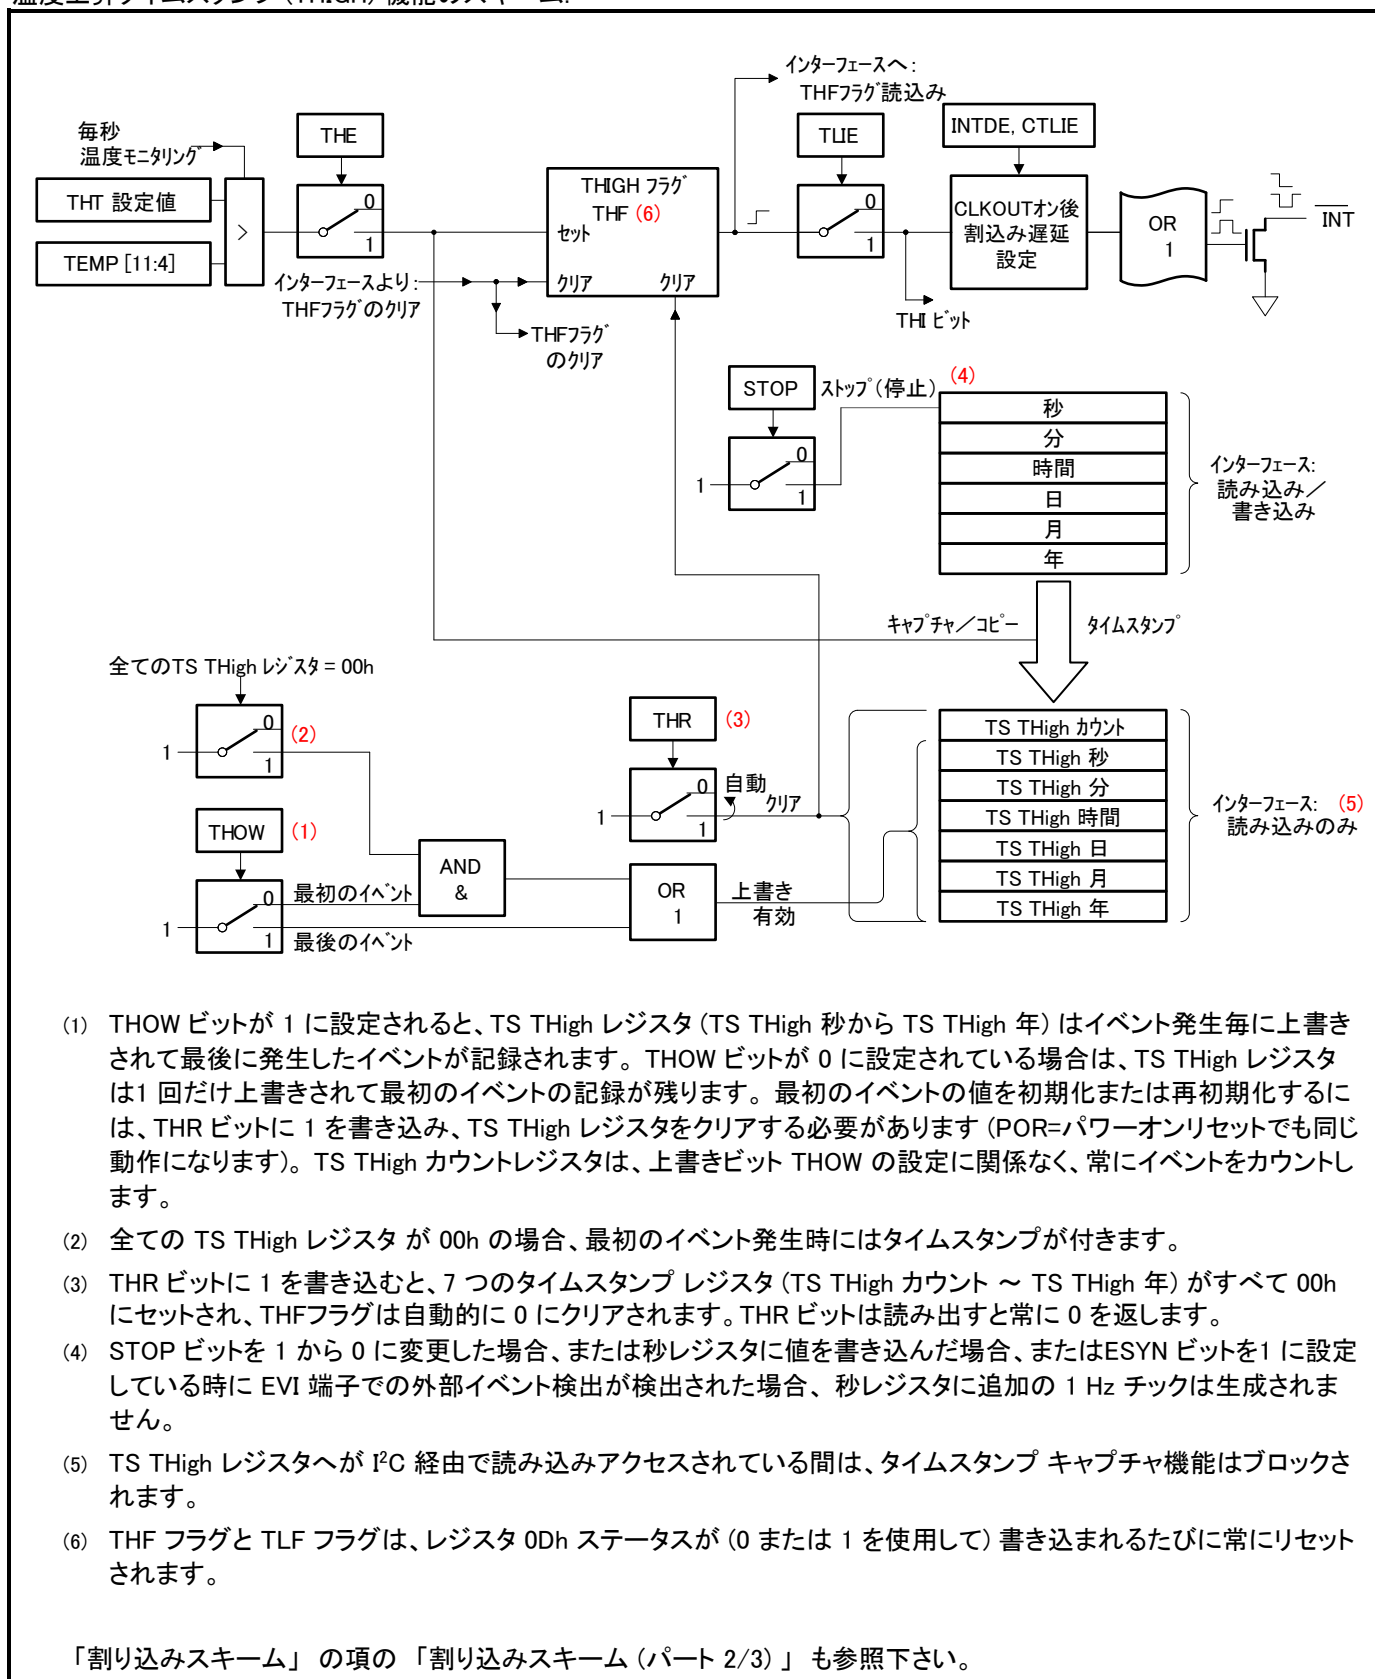 温度上昇タイムスタンプ (THIGH) 機能のスキーム:
インターフェースへ:
THFフラグ読込み
毎秒
温度モニタリング
THE
TLIE
INTDE, CTLIE
THT 設定値
TEMP [11:4]
>
0
1
THIGH フラグ
THF (6)
セット
クリア
クリア
0
1
CLKOUTオン後
割込み遅延
設定
OR
1
INT
インターフェースより:
THFフラグのクリア
THFフラグ
のクリア
THI ビット
STOP
ストップ(停止)
(4)
1
0
1
秒
分
時間
日
月
年
インターフェース:
読み込み/
書き込み
キャプチャ/コピー
タイムスタンプ
全てのTS THigh レジスタ = 00h
1
0
1
(2)
THR
(3)
1
0
1
自動
クリア
TS THigh カウント
TS THigh 秒
TS THigh 分
TS THigh 時間
TS THigh 日
TS THigh 月
TS THigh 年
インターフェース: (5)
読み込みのみ
THOW
(1)
1
0
1
最初のイベント
最後のイベント
AND
&
OR
1
上書き
有効
(1) THOW ビットが 1 に設定されると、TS THigh レジスタ (TS THigh 秒から TS THigh 年) はイベント発生毎に上書き
されて最後に発生したイベントが記録されます。THOW ビットが 0 に設定されている場合は、TS THigh レジスタ
は1 回だけ上書きされて最初のイベントの記録が残ります。最初のイベントの値を初期化または再初期化するに
は、THR ビットに 1 を書き込み、TS THigh レジスタをクリアする必要があります (POR=パワーオンリセットでも同じ
動作になります)。TS THigh カウントレジスタは、上書きビット THOW の設定に関係なく、常にイベントをカウントし
ます。
(2) 全ての TS THigh レジスタ が 00h の場合、最初のイベント発生時にはタイムスタンプが付きます。
(3) THR ビットに 1 を書き込むと、7 つのタイムスタンプ レジスタ (TS THigh カウント ~ TS THigh 年) がすべて 00h
にセットされ、THFフラグは自動的に 0 にクリアされます。THR ビットは読み出すと常に 0 を返します。
(4) STOP ビットを 1 から 0 に変更した場合、または秒レジスタに値を書き込んだ場合、またはESYN ビットを1 に設定
している時に EVI 端子での外部イベント検出が検出された場合、秒レジスタに追加の 1 Hz チックは生成されま
せん。
(5) TS THigh レジスタへが I²C 経由で読み込みアクセスされている間は、タイムスタンプ キャプチャ機能はブロックさ
れます。
(6) THF フラグと TLF フラグは、レジスタ 0Dh ステータスが (0 または 1 を使用して) 書き込まれるたびに常にリセット
されます。
「割り込みスキーム」 の項の 「割り込みスキーム (パート 2/3) 」 も参照下さい。